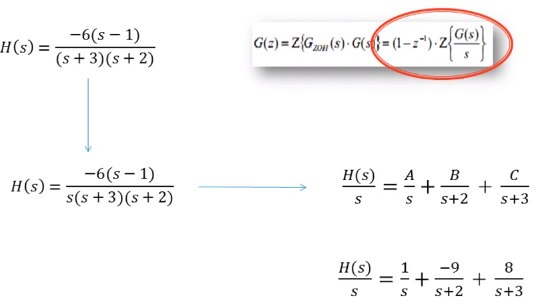 H(s) = −6(s − 1) / (s + 3)(s + 2)
G(z) = Z{G_ZOH(s) · G(s)} = (1 − z⁻¹) · Z{G(s) / s}
H(s) = −6(s − 1) / s(s + 3)(s + 2)
H(s) / s = A / s + B / s+2 + C / s+3
H(s) / s = 1 / s + −9 / s+2 + 8 / s+3